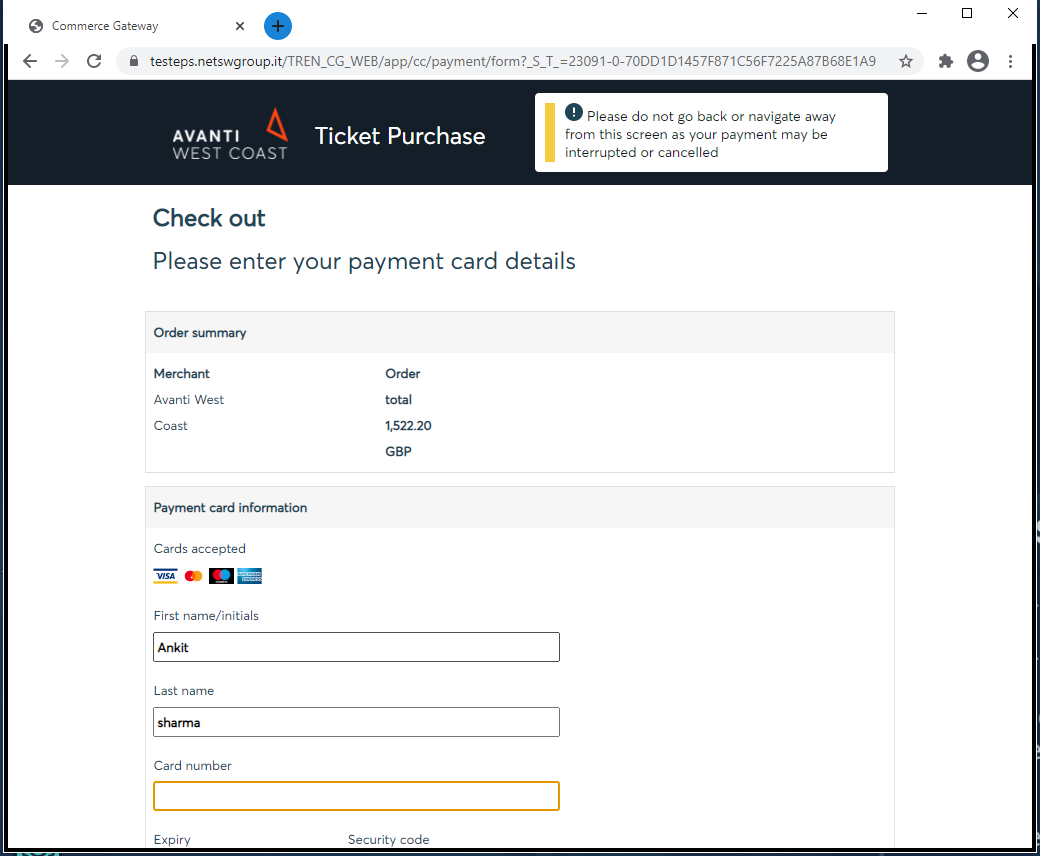 Commerce Gateway
testeps.netswgroup.it/TREN_CG_WEB/app/cc/payment/form?_S_T_=23091-0-70DD1D1457F871C56F7225A87B68E1A9
AVANTI
WEST COAST
Ticket Purchase
Please do not go back or navigate away
from this screen as your payment may be
interrupted or cancelled
Check out
Please enter your payment card details
Order summary
Merchant Order
Avanti West total
Coast 1,522.20
GBP
Payment card information
Cards accepted
VISA
First name/initials
Ankit
Last name
sharma
Card number
Expiry Security code